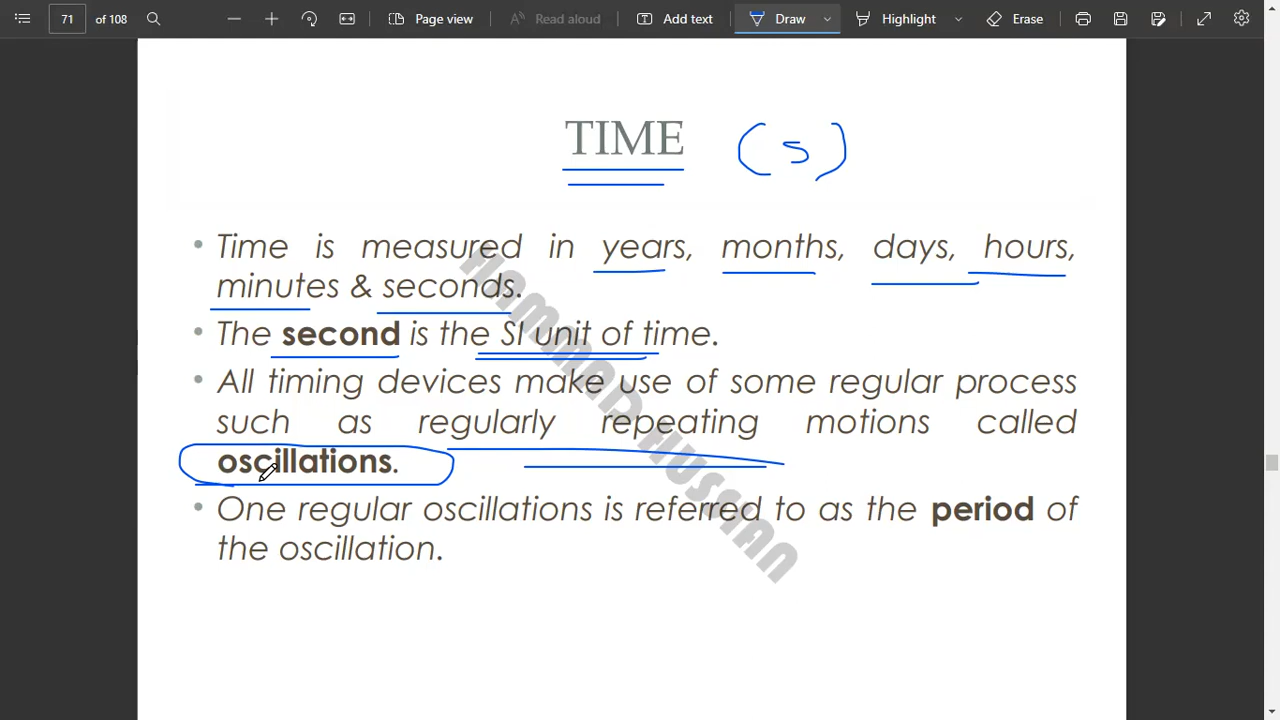 71 of 108 Page view Read aloud Add text Draw Highlight Erase
TIME (s)
• Time is measured in years, months, days, hours,
minutes & seconds.
• The second is the SI unit of time.
• All timing devices make use of some regular process
such as regularly repeating motions called
oscillations.
• One regular oscillations is referred to as the period of
the oscillation.
HAMMAD HUSSIAN